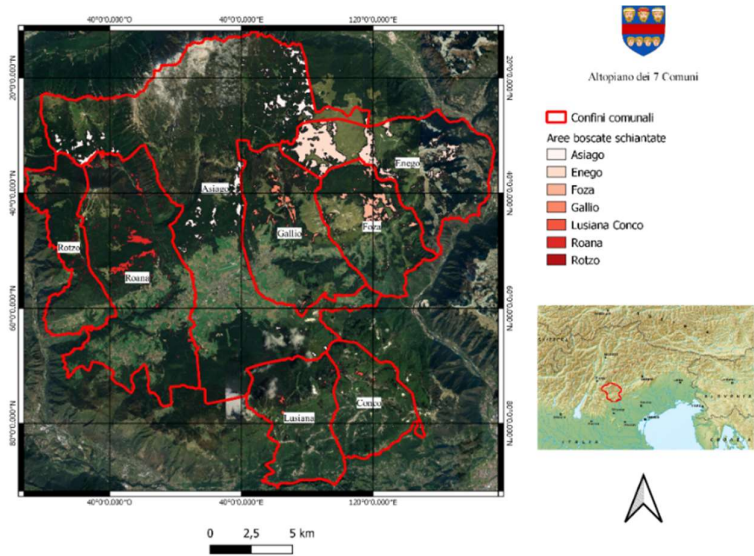 40°0'0.000"O
40°0'0.000"E
120°0'0.000"E
20°0'0.000"N
20°0'0.000"N
40°0'0.000"N
40°0'0.000"N
60°0'0.000"N
60°0'0.000"N
80°0'0.000"N
80°0'0.000"N
Enego
Asiago
Foza
Gallio
Rotzo
Roana
Conco
Lusiana
40°0'0.000"O
40°0'0.000"E
120°0'0.000"E
0 2,5 5 km
Altopiano dei 7 Comuni
Confini comunali
Aree boscate schiantate
Asiago
Enego
Foza
Gallio
Lusiana Conco
Roana
Rotzo
ITALIA